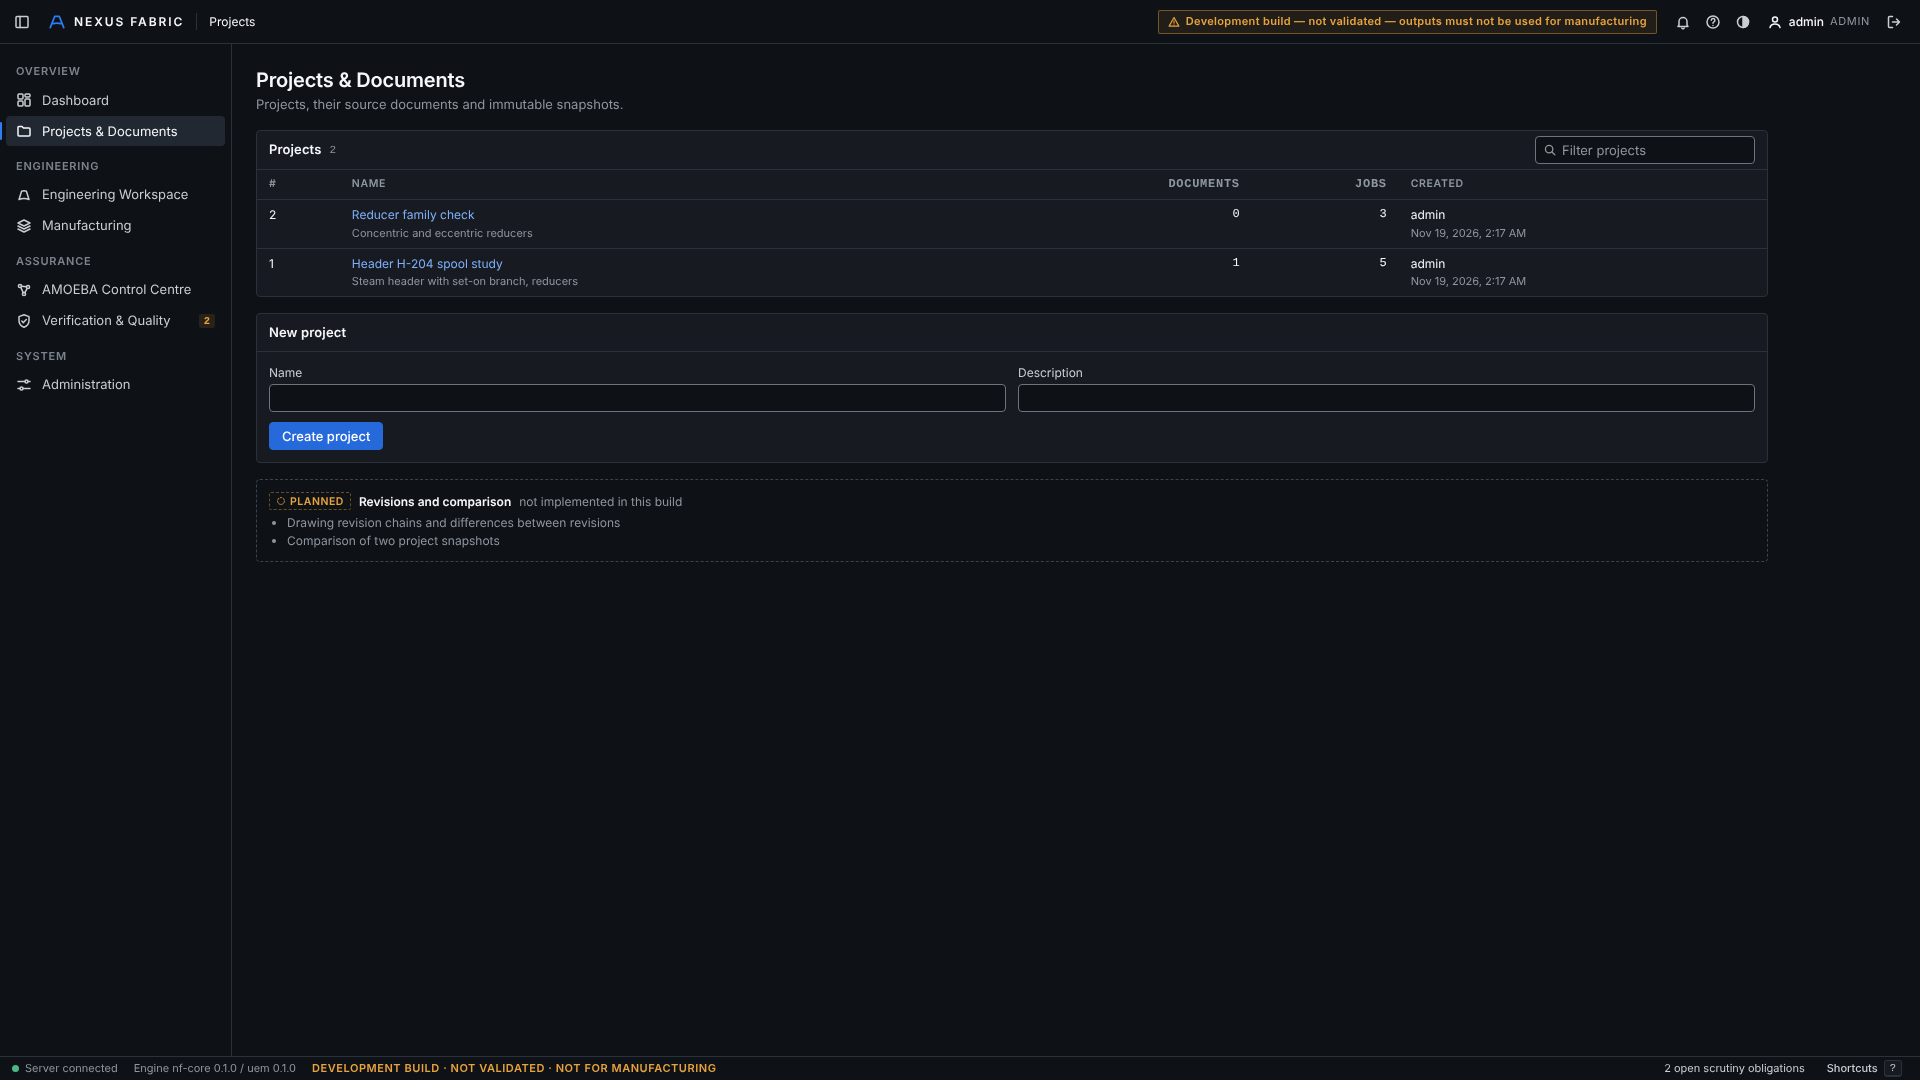 NEXUS FABRIC
Projects
Development build — not validated — outputs must not be used for manufacturing
admin ADMIN
OVERVIEW
Dashboard
Projects & Documents
ENGINEERING
Engineering Workspace
Manufacturing
ASSURANCE
AMOEBA Control Centre
Verification & Quality 2
SYSTEM
Administration
Projects & Documents
Projects, their source documents and immutable snapshots.
Projects 2
Filter projects
# NAME DOCUMENTS JOBS CREATED
2 Reducer family check 0 3 admin
Concentric and eccentric reducers Nov 19, 2026, 2:17 AM
1 Header H-204 spool study 1 5 admin
Steam header with set-on branch, reducers Nov 19, 2026, 2:17 AM
New project
Name Description
Create project
PLANNED Revisions and comparison not implemented in this build
• Drawing revision chains and differences between revisions
• Comparison of two project snapshots
Server connected Engine nf-core 0.1.0 / uem 0.1.0 DEVELOPMENT BUILD · NOT VALIDATED · NOT FOR MANUFACTURING 2 open scrutiny obligations Shortcuts ?